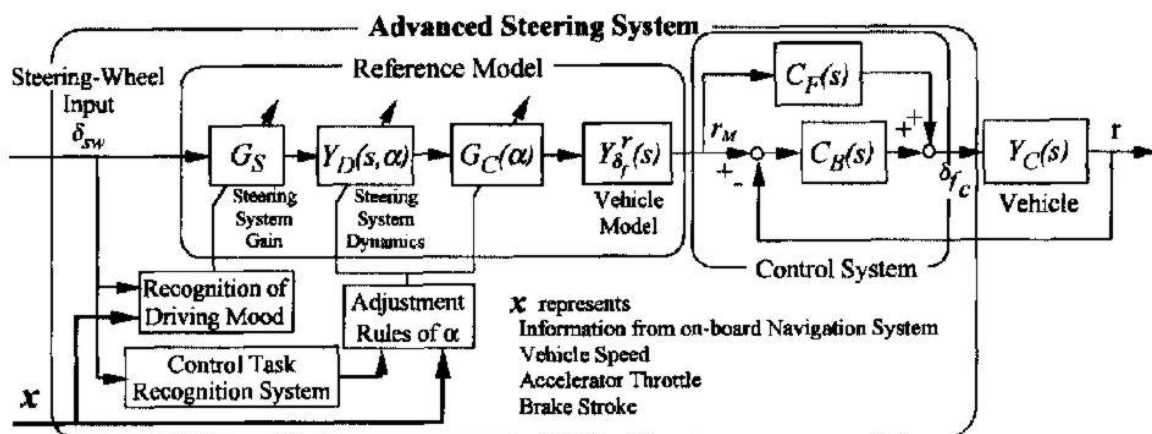 Advanced Steering System
Steering-Wheel
Input
δsw
Reference Model
GS
YD(s,α)
GC(α)
Y^r_δf(s)
Steering
System
Gain
Steering
System
Dynamics
Vehicle
Model
CF(s)
rM
+
-
CB(s)
+
+
δfc
YC(s)
Vehicle
r
Control System
Recognition of
Driving Mood
Adjustment
Rules of α
Control Task
Recognition System
x
x represents
Information from on-board Navigation System
Vehicle Speed
Accelerator Throttle
Brake Stroke